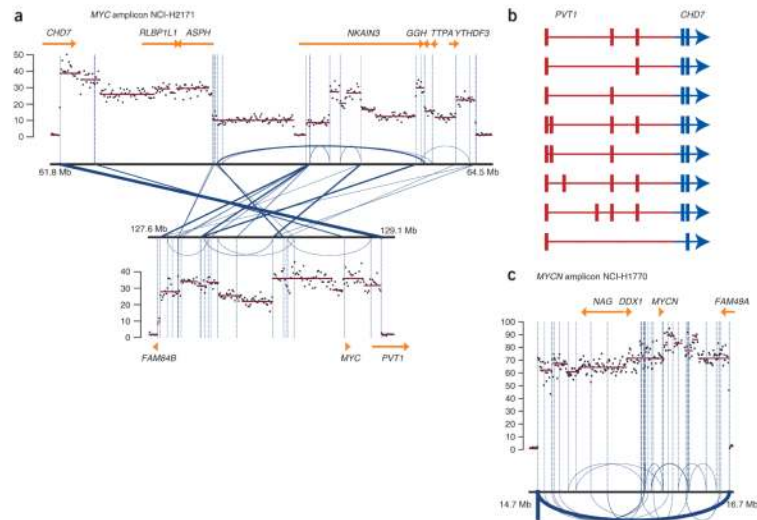 a
MYC amplicon NCI-H2171
CHD7 RLBP1L1 ASPH NKAIN3 GGH TTPA YTHDF3
50
40
30
20
10
0
61.8 Mb 64.5 Mb
127.6 Mb 129.1 Mb
40
30
20
10
0
FAM84B MYC PVT1
b
PVT1 CHD7
c
MYCN amplicon NCI-H1770
NAG DDX1 MYCN FAM49A
100
90
80
70
60
50
40
30
20
10
0
14.7 Mb 16.7 Mb